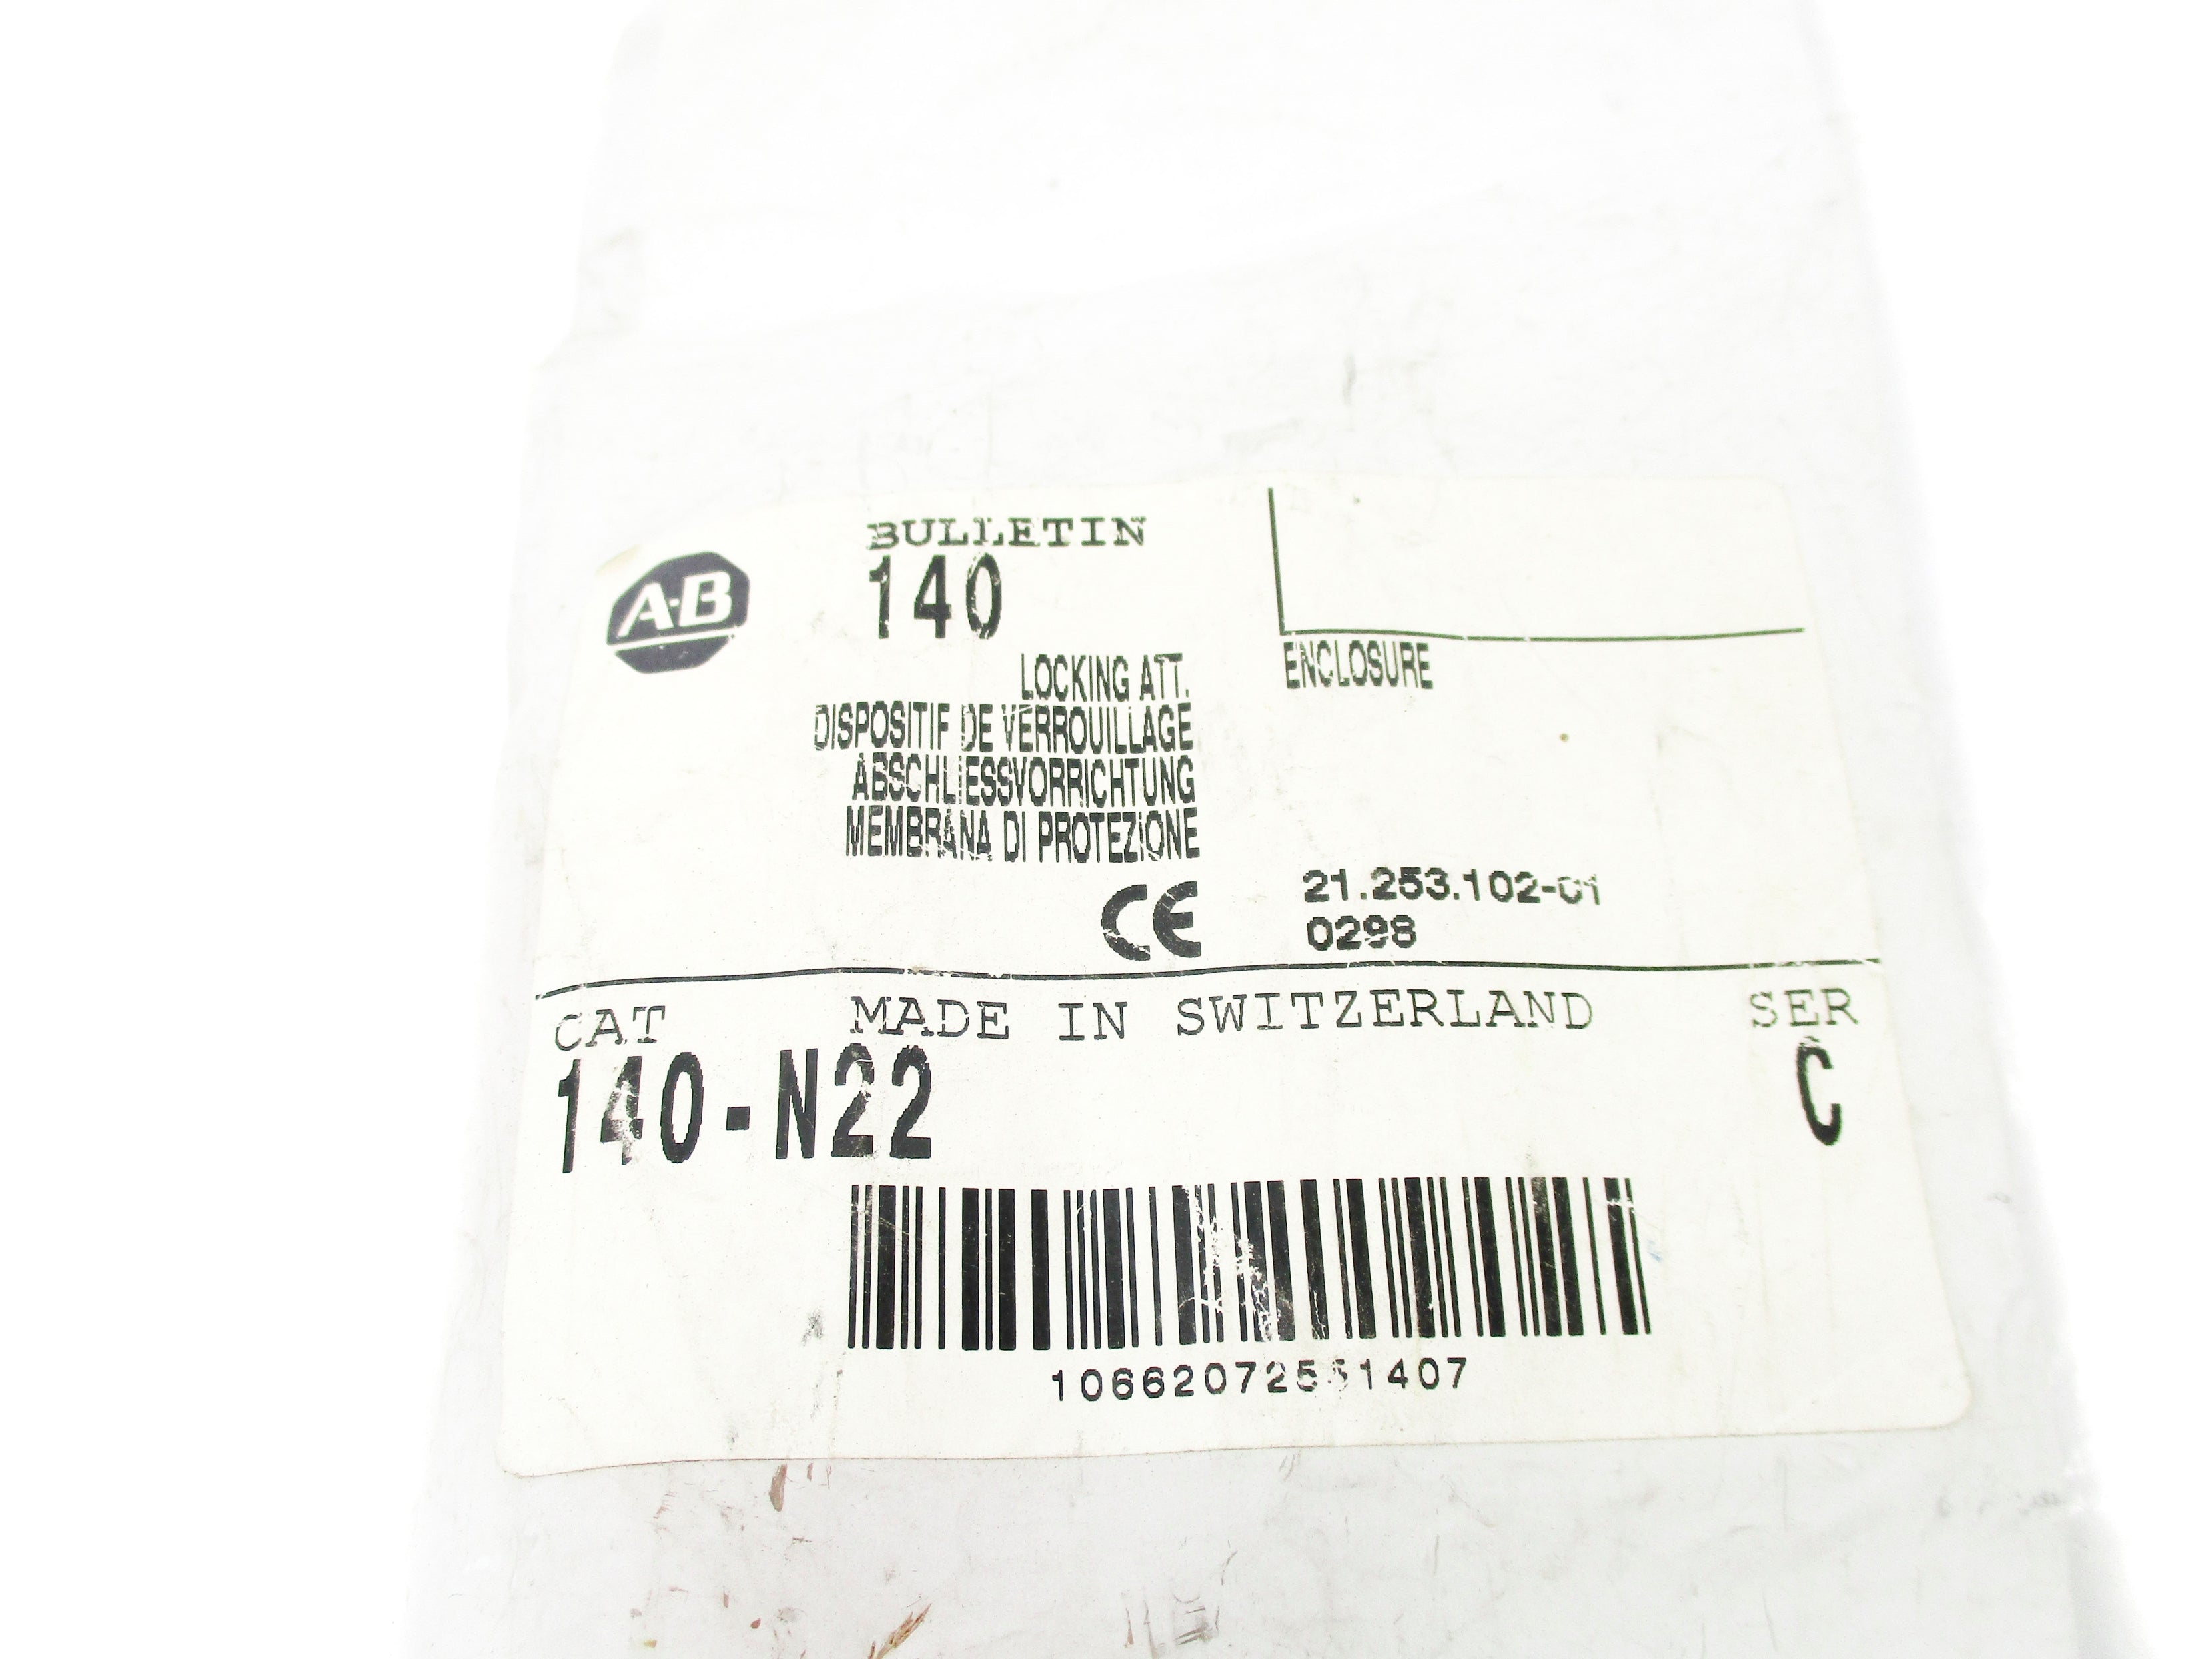 A-B
BULLETIN
140
LOCKING ATT.
DISPOSITIF DE VERROUILLAGE
ABSCHLIESSVORRICHTUNG
MEMBRANA DI PROTEZIONE
CE
ENCLOSURE
21.253.102-01
0298
CAT MADE IN SWITZERLAND SER
140-N22 C